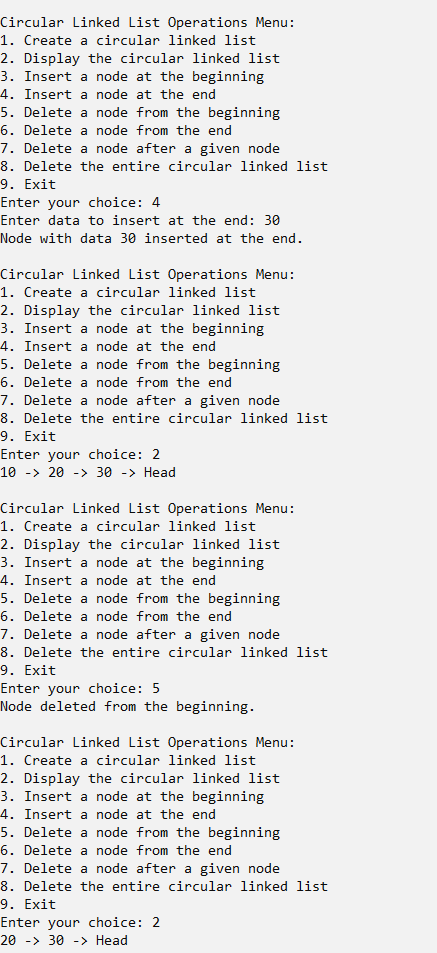 Circular Linked List Operations Menu:
1. Create a circular linked list
2. Display the circular linked list
3. Insert a node at the beginning
4. Insert a node at the end
5. Delete a node from the beginning
6. Delete a node from the end
7. Delete a node after a given node
8. Delete the entire circular linked list
9. Exit
Enter your choice: 4
Enter data to insert at the end: 30
Node with data 30 inserted at the end.

Circular Linked List Operations Menu:
1. Create a circular linked list
2. Display the circular linked list
3. Insert a node at the beginning
4. Insert a node at the end
5. Delete a node from the beginning
6. Delete a node from the end
7. Delete a node after a given node
8. Delete the entire circular linked list
9. Exit
Enter your choice: 2
10 -> 20 -> 30 -> Head

Circular Linked List Operations Menu:
1. Create a circular linked list
2. Display the circular linked list
3. Insert a node at the beginning
4. Insert a node at the end
5. Delete a node from the beginning
6. Delete a node from the end
7. Delete a node after a given node
8. Delete the entire circular linked list
9. Exit
Enter your choice: 5
Node deleted from the beginning.

Circular Linked List Operations Menu:
1. Create a circular linked list
2. Display the circular linked list
3. Insert a node at the beginning
4. Insert a node at the end
5. Delete a node from the beginning
6. Delete a node from the end
7. Delete a node after a given node
8. Delete the entire circular linked list
9. Exit
Enter your choice: 2
20 -> 30 -> Head